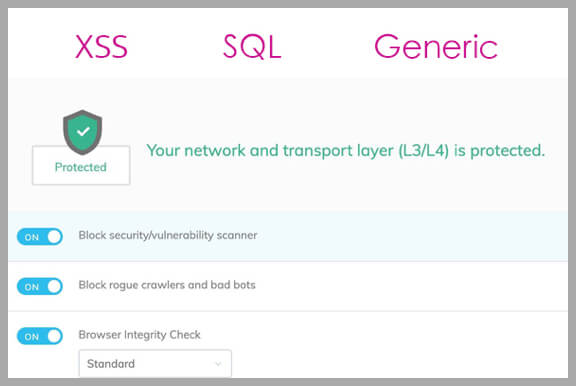 XSS SQL Generic
Your network and transport layer (L3/L4) is protected.
Protected
ON Block security/vulnerability scanner
ON Block rogue crawlers and bad bots
ON Browser Integrity Check
Standard